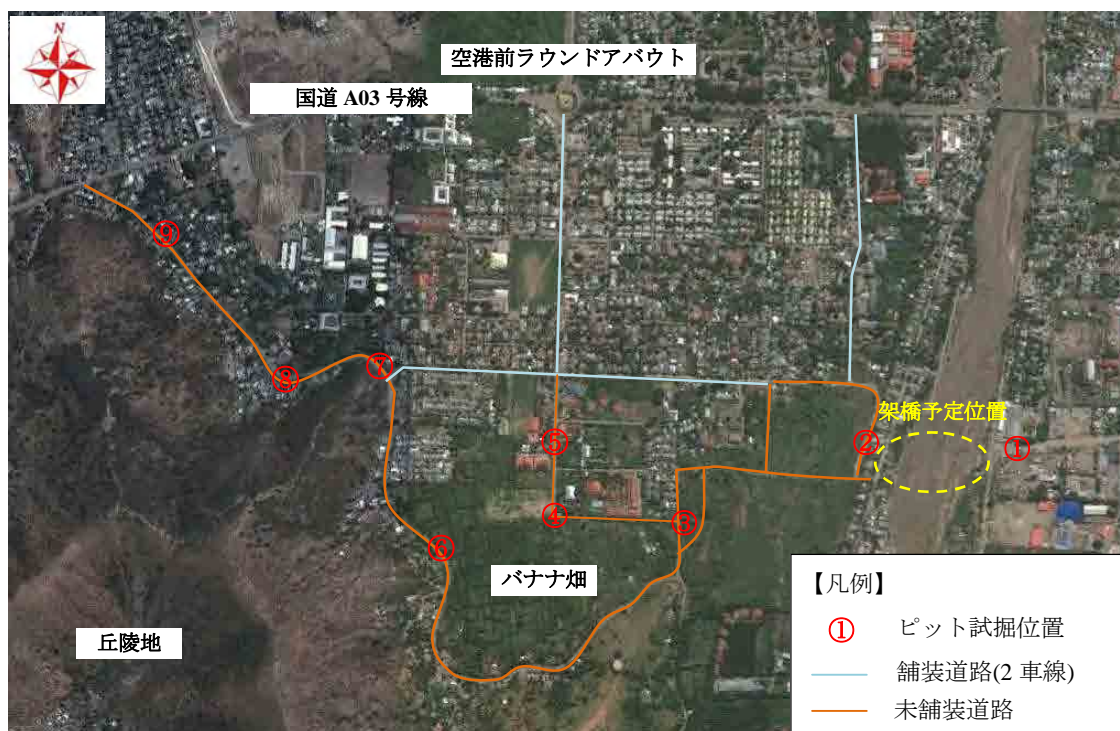 N
空港前ラウンドアバウト
国道 A03 号線
⑨
⑦
⑧
架橋予定位置
⑤
②
①
④
③
⑥
バナナ畑
丘陵地
【凡例】
① ピット試掘位置
舗装道路(2 車線)
未舗装道路